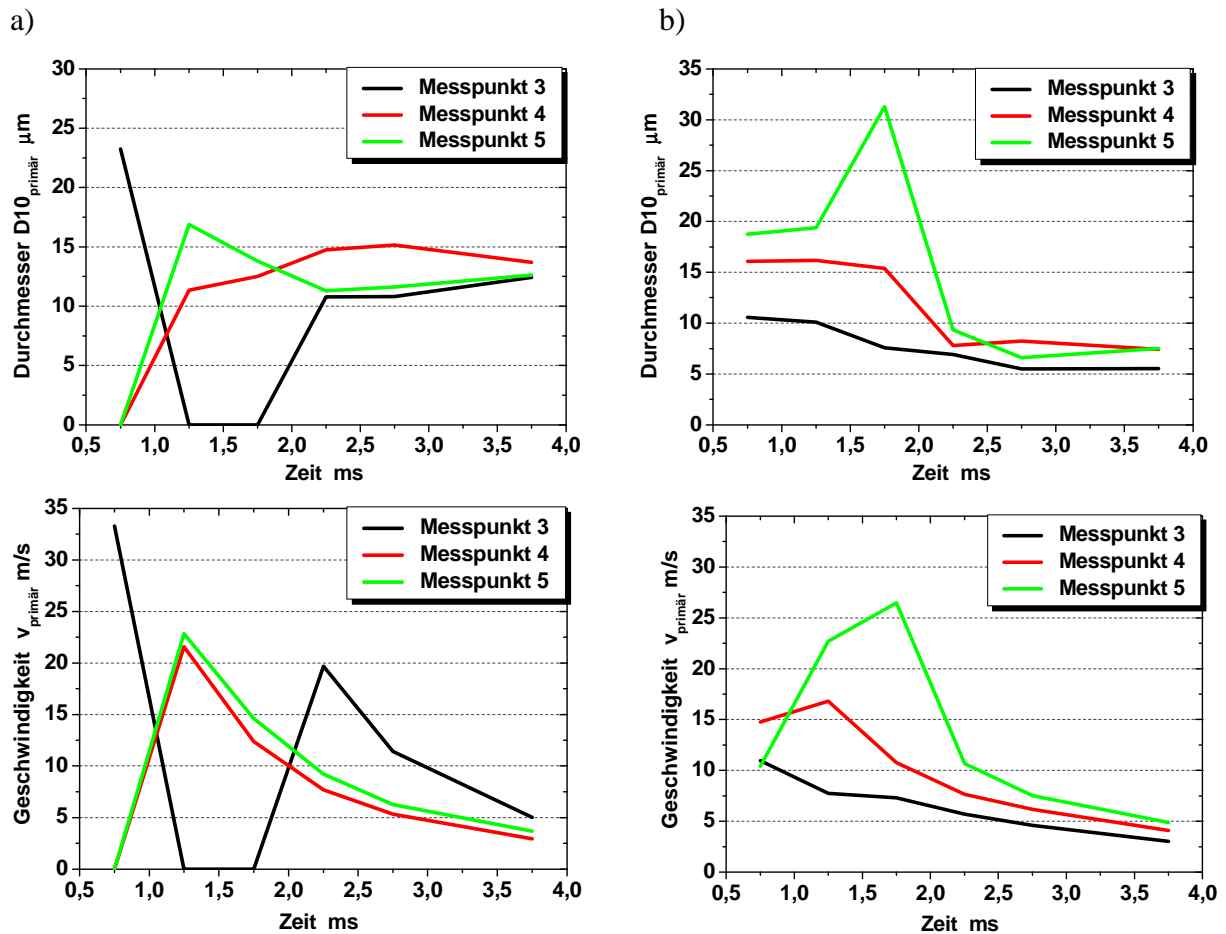 a)
b)
30
25
20
15
10
5
0
Durchmesser D10primär µm
Messpunkt 3
Messpunkt 4
Messpunkt 5
0,5 1,0 1,5 2,0 2,5 3,0 3,5 4,0
Zeit ms
35
30
25
20
15
10
5
0
Durchmesser D10primär µm
Messpunkt 3
Messpunkt 4
Messpunkt 5
0,5 1,0 1,5 2,0 2,5 3,0 3,5 4,0
Zeit ms
35
30
25
20
15
10
5
0
Geschwindigkeit vprimär m/s
Messpunkt 3
Messpunkt 4
Messpunkt 5
0,5 1,0 1,5 2,0 2,5 3,0 3,5 4,0
Zeit ms
35
30
25
20
15
10
5
0
Geschwindigkeit vprimär m/s
Messpunkt 3
Messpunkt 4
Messpunkt 5
0,5 1,0 1,5 2,0 2,5 3,0 3,5 4,0
Zeit ms